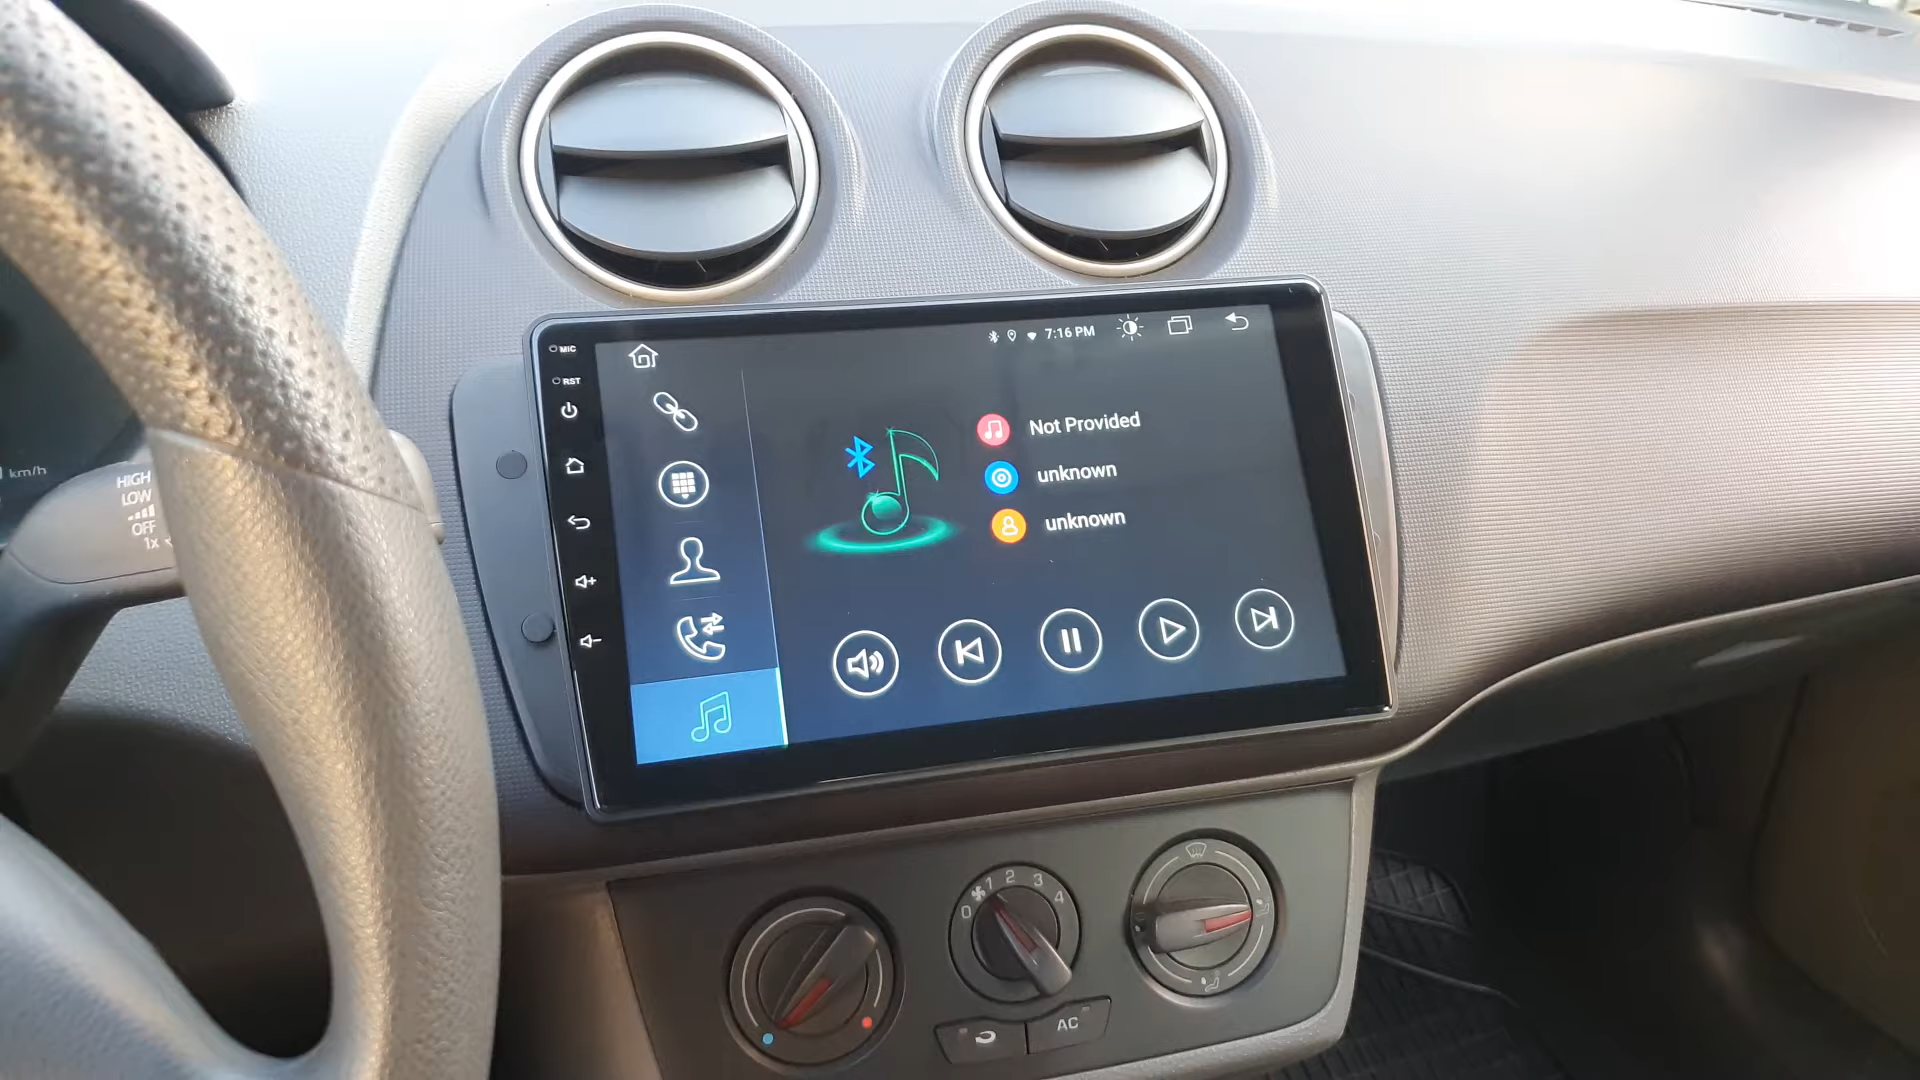 MIC
RST
7:16 PM
Not Provided
unknown
unknown
km/h
HIGH
LOW
OFF
1x
0
1
2
3
4
AC